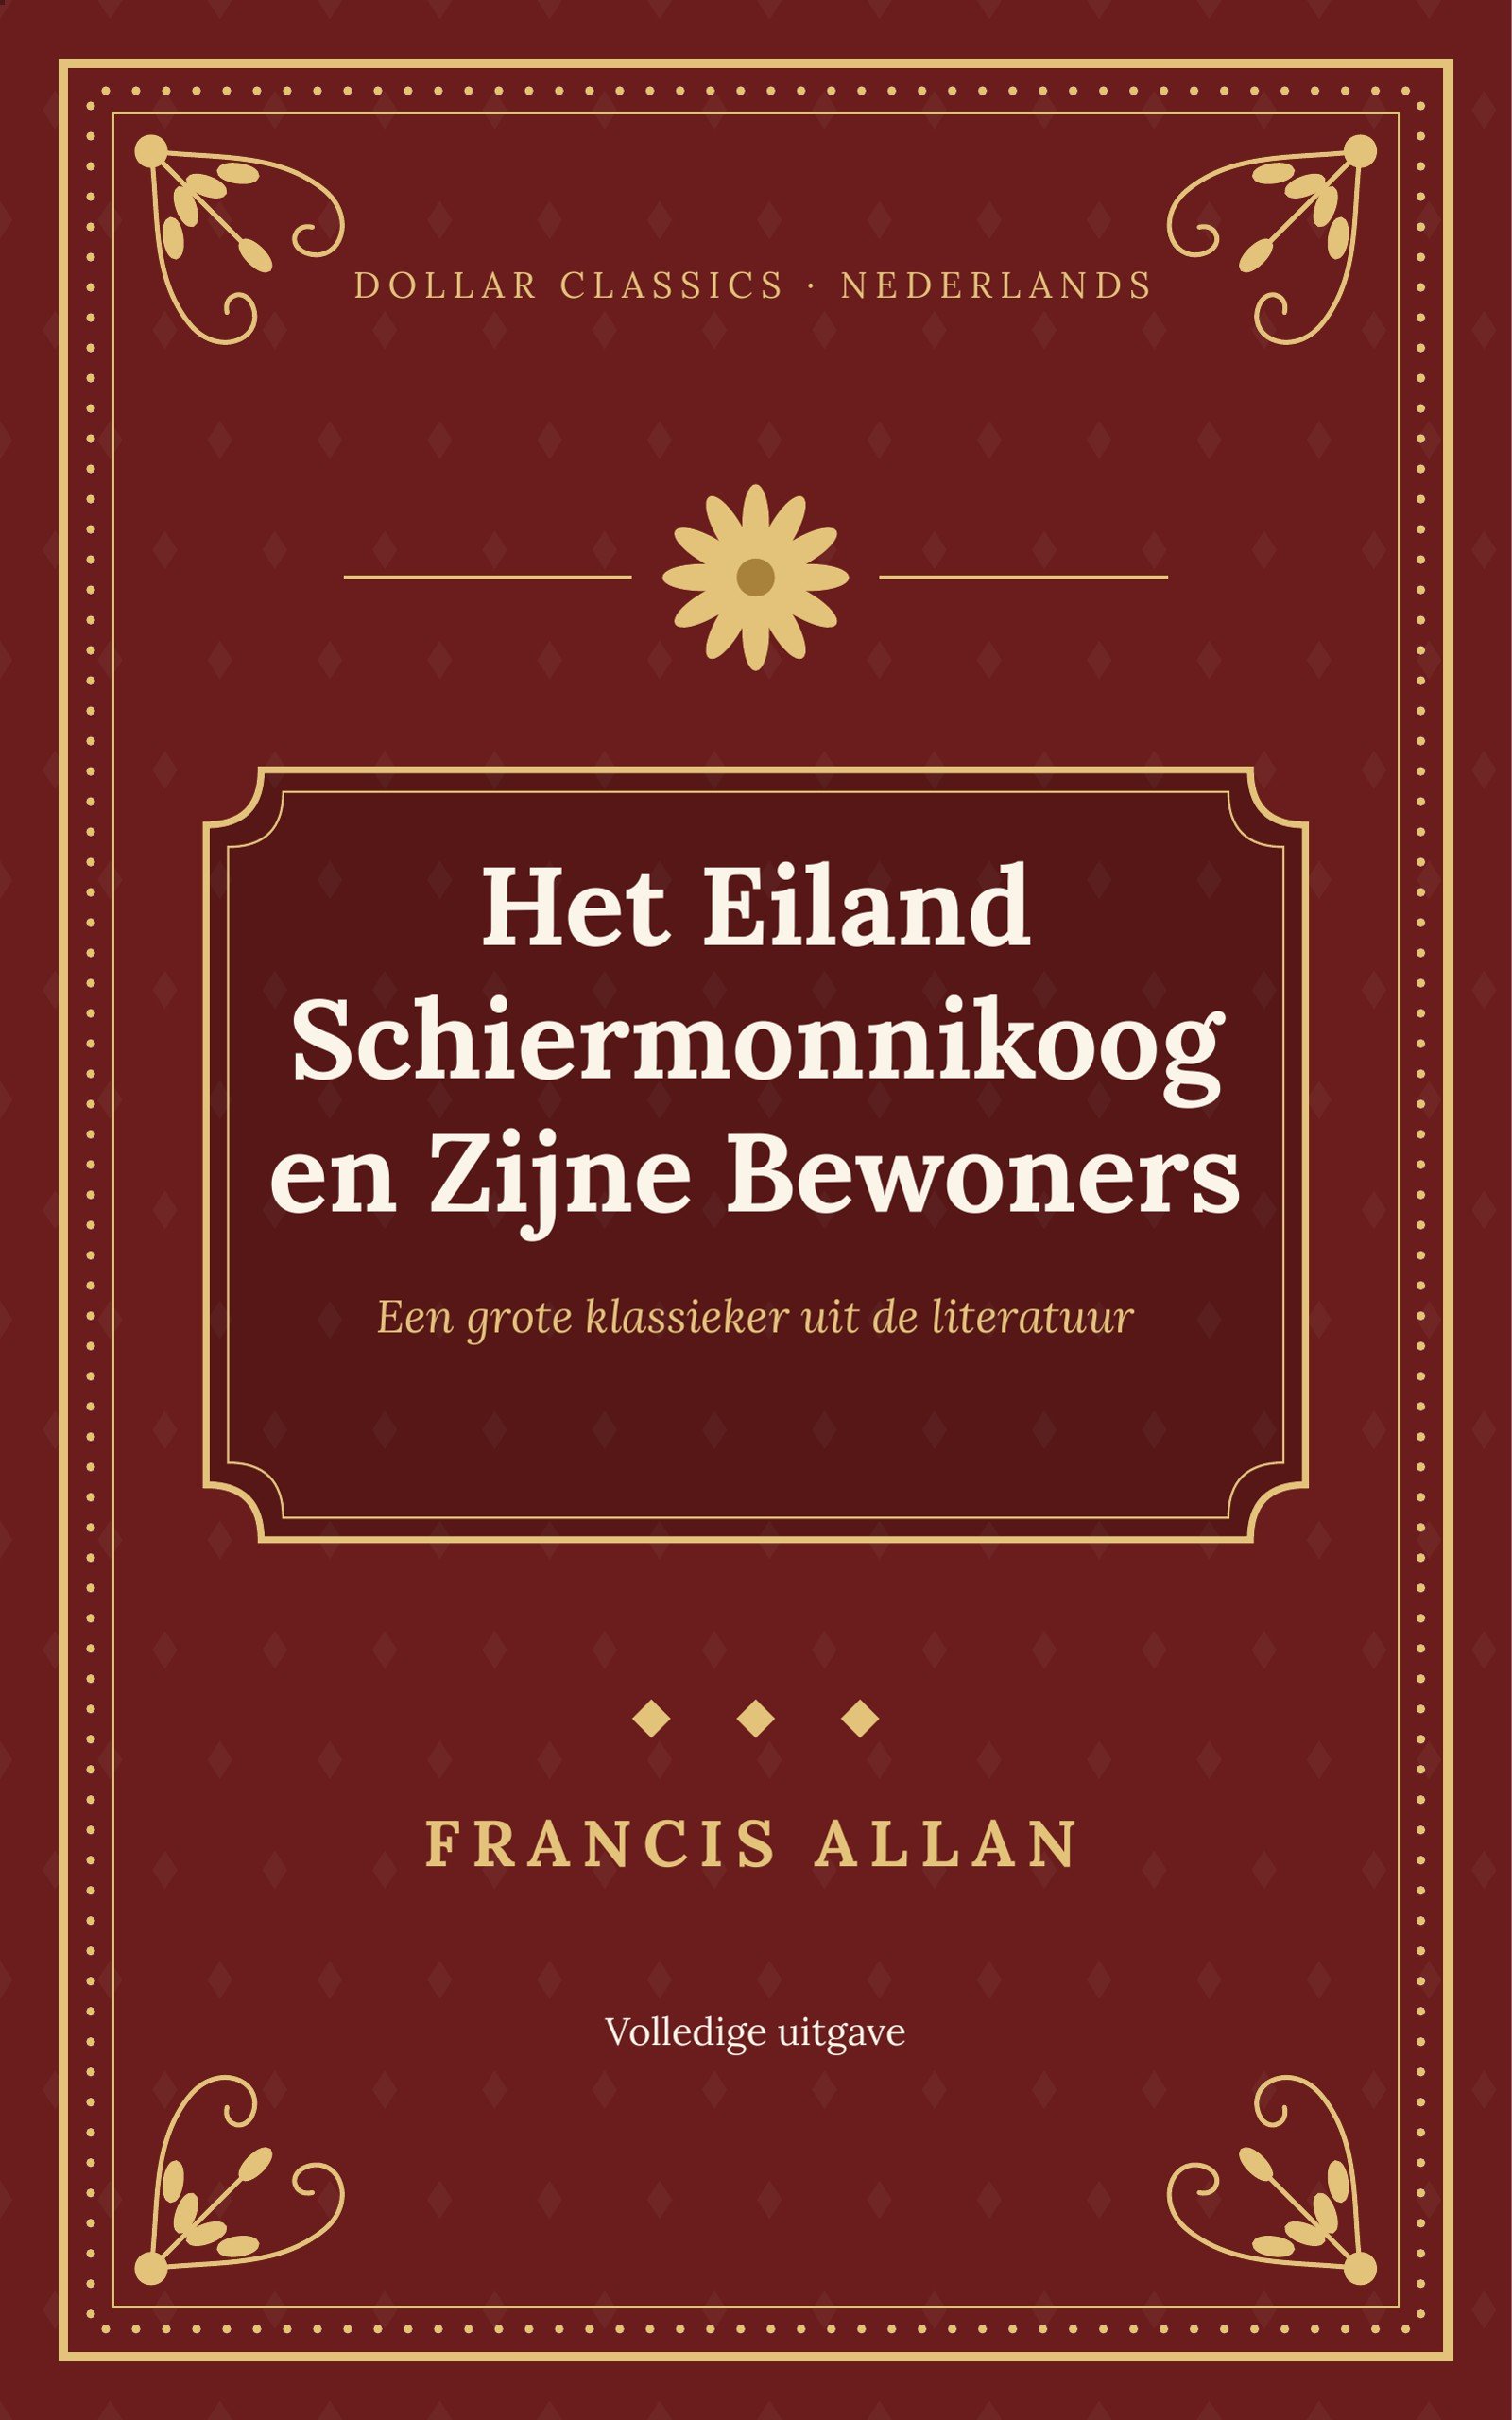 DOLLAR CLASSICS · NEDERLANDS
Het Eiland
Schiermonnikoog
en Zijne Bewoners
Een grote klassieker uit de literatuur
FRANCIS ALLAN
Volledige uitgave